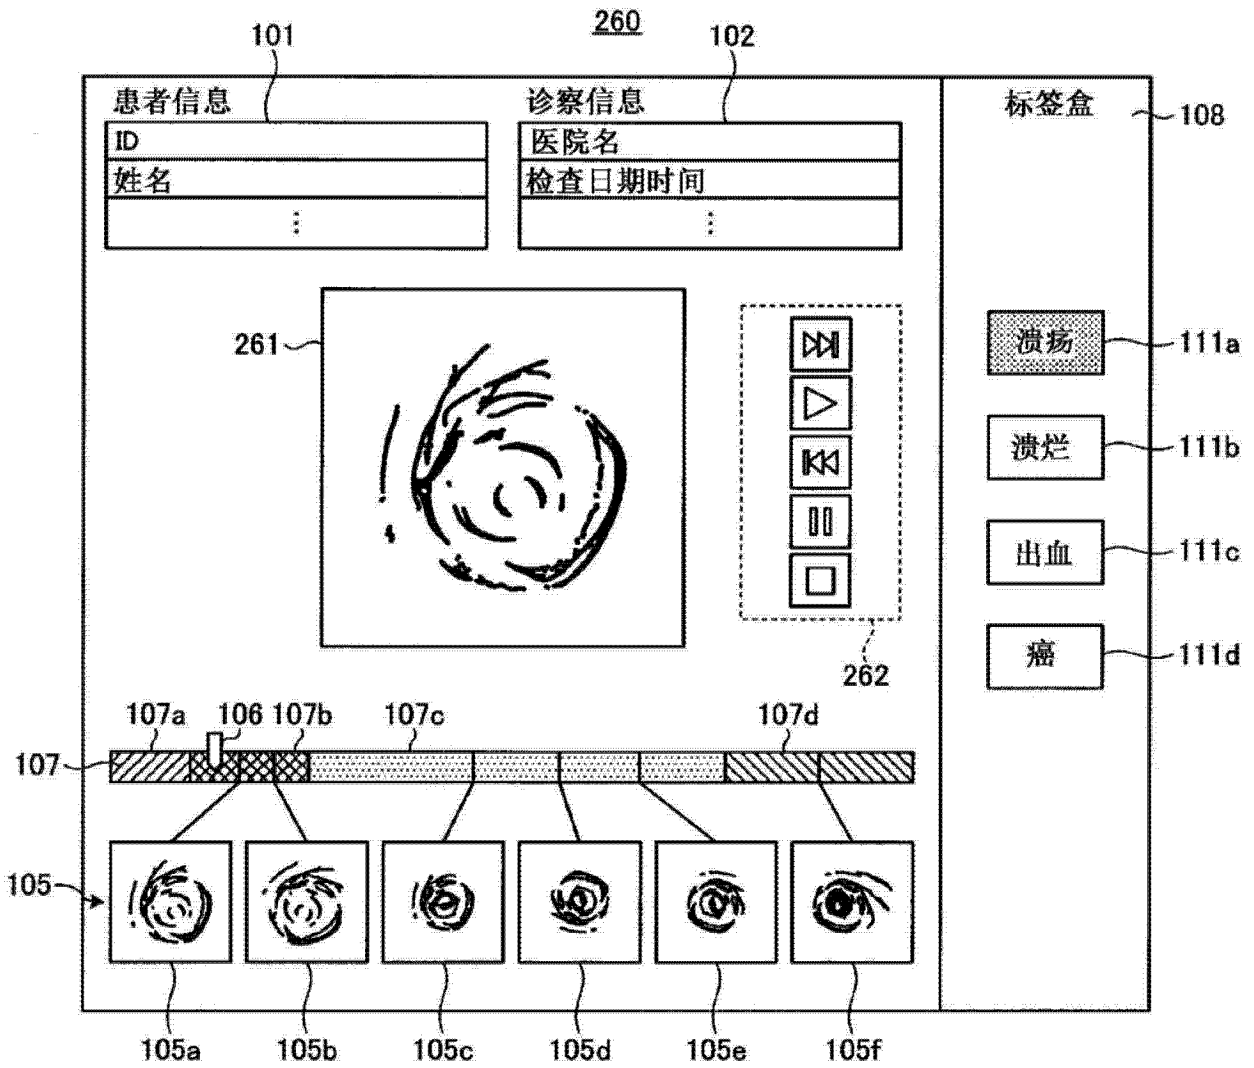 260
101
102
患者信息
诊察信息
标签盒
108
ID
医院名
姓名
检查日期时间
⋮
⋮
261
溃疡
111a
溃烂
111b
出血
111c
癌
111d
262
107a
106
107b
107c
107d
107
105
105a
105b
105c
105d
105e
105f